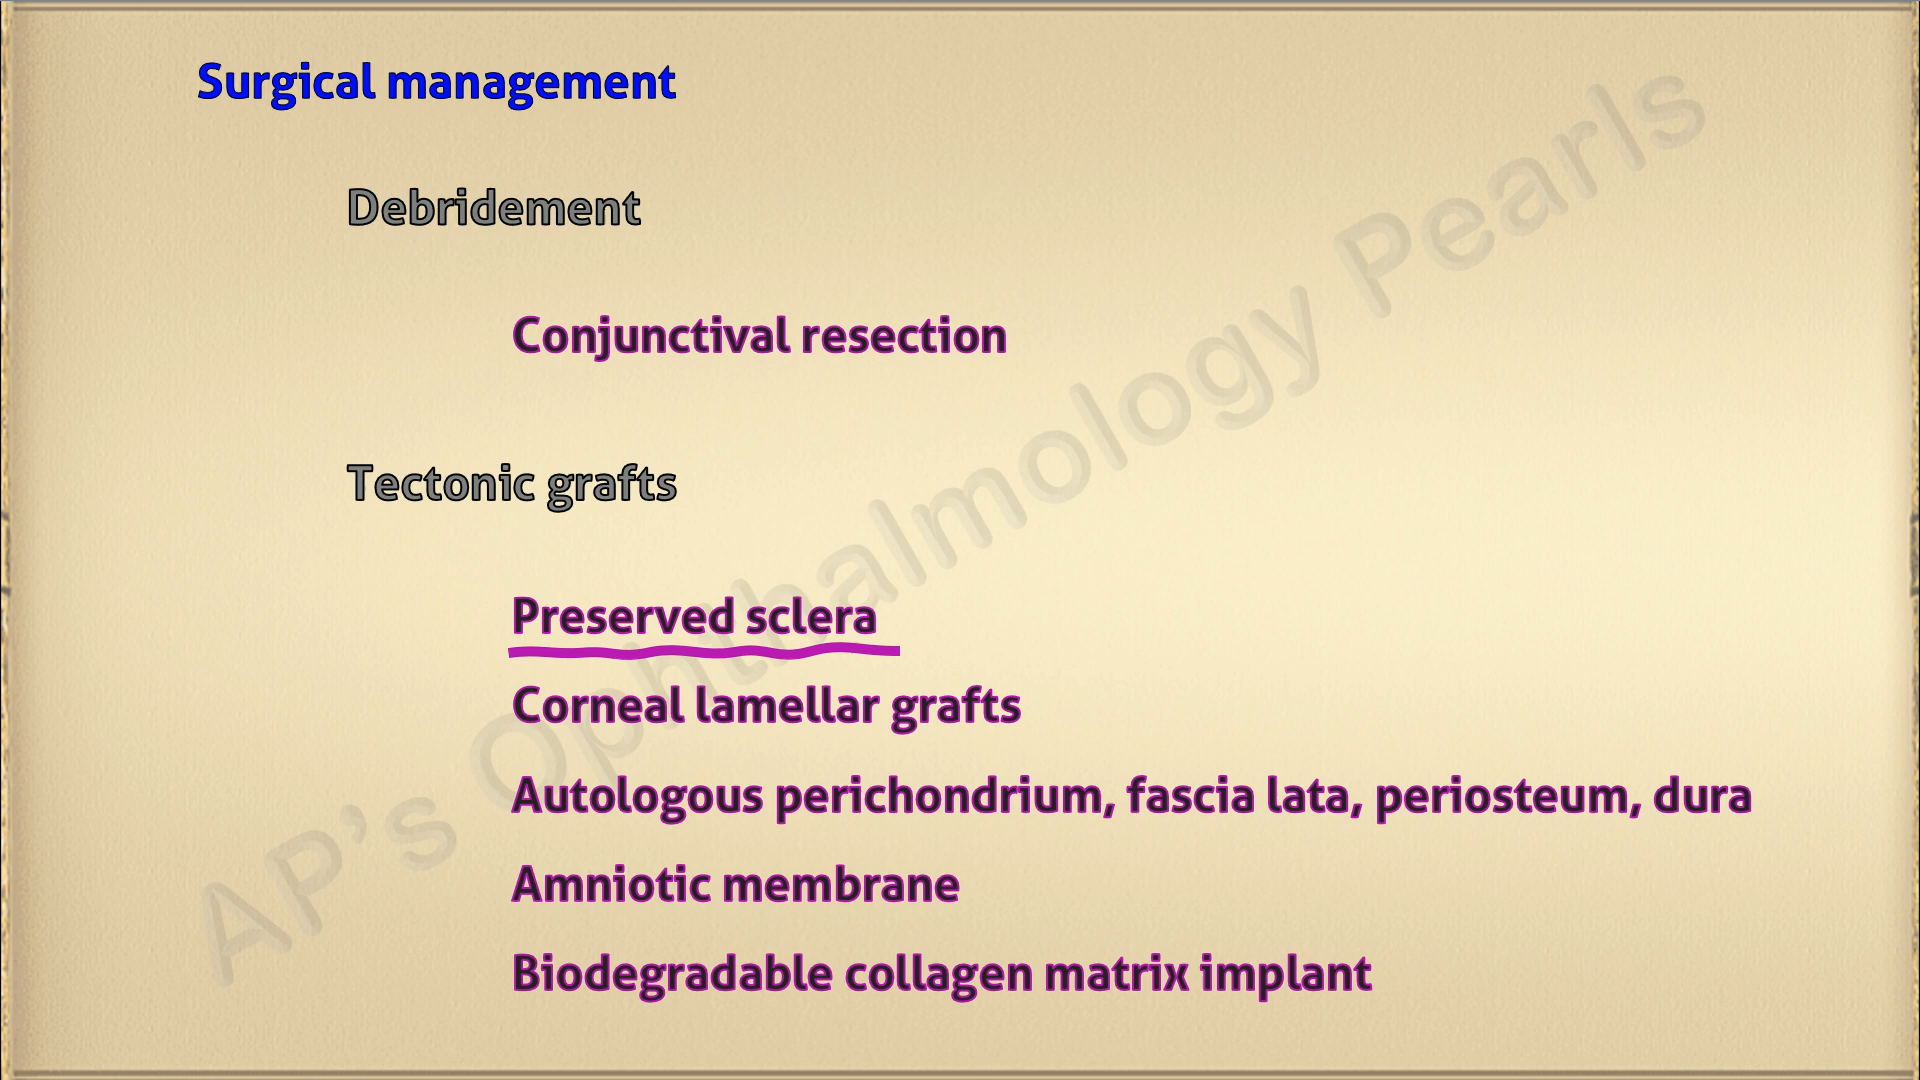 Surgical management
Debridement
Conjunctival resection
Tectonic grafts
Preserved sclera
Corneal lamellar grafts
Autologous perichondrium, fascia lata, periosteum, dura
Amniotic membrane
Biodegradable collagen matrix implant
AP's Ophthalmology Pearls